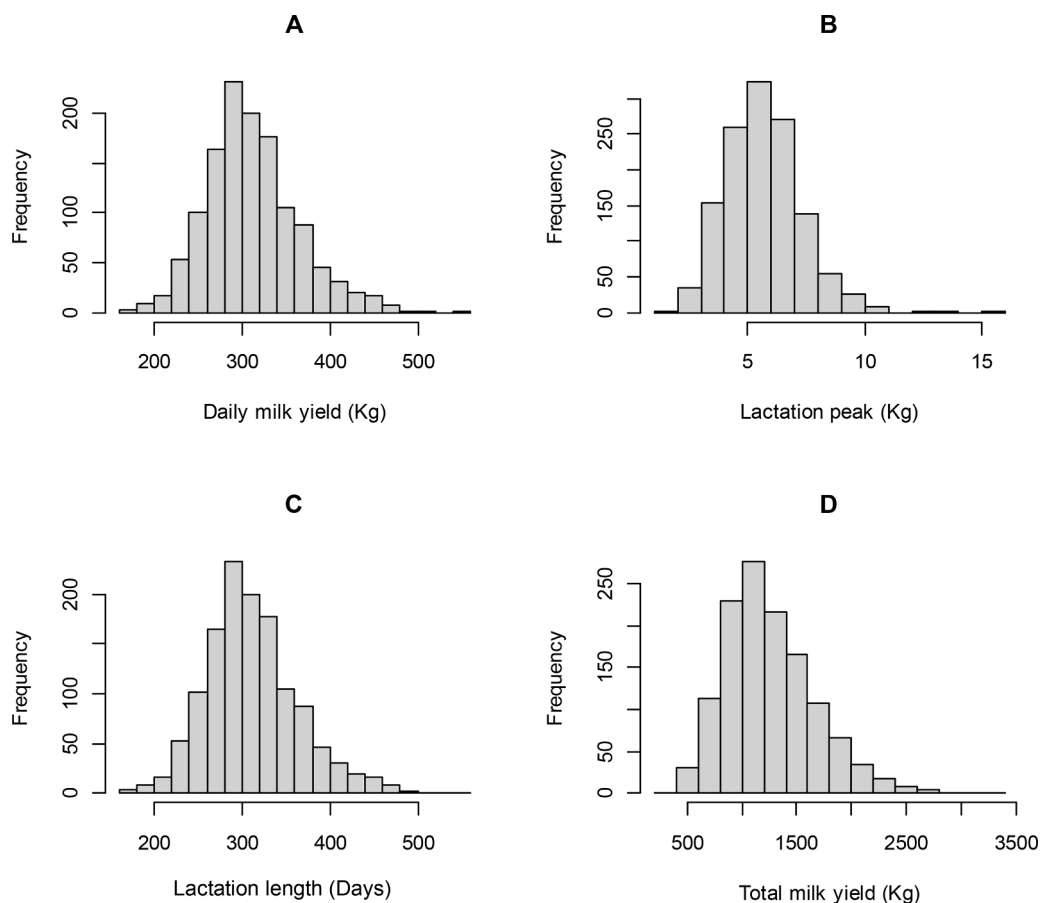 A
Frequency
0
50
100
200
200
300
400
500
Daily milk yield (Kg)
B
Frequency
0
50
150
250
5
10
15
Lactation peak (Kg)
C
Frequency
0
50
100
200
200
300
400
500
Lactation length (Days)
D
Frequency
0
50
150
250
500
1500
2500
3500
Total milk yield (Kg)